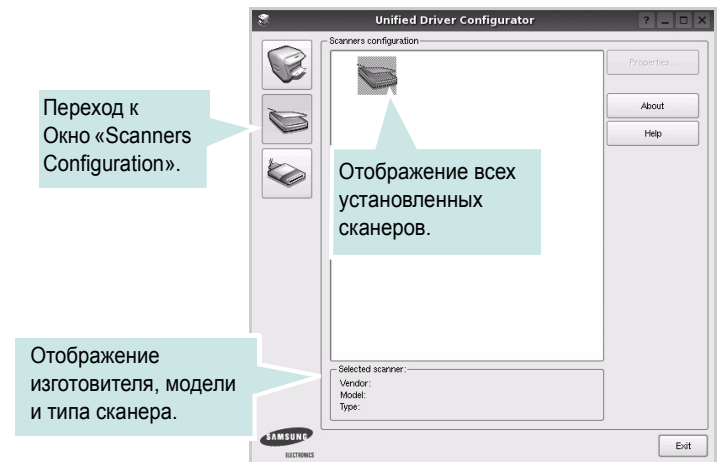 Unified Driver Configurator
Scanners configuration
Properties...
About
Help
Переход к
Окно «Scanners
Configuration».
Отображение всех
установленных
сканеров.
Отображение
изготовителя, модели
и типа сканера.
Selected scanner:
Vendor:
Model:
Type:
SAMSUNG
ELECTRONICS
Exit